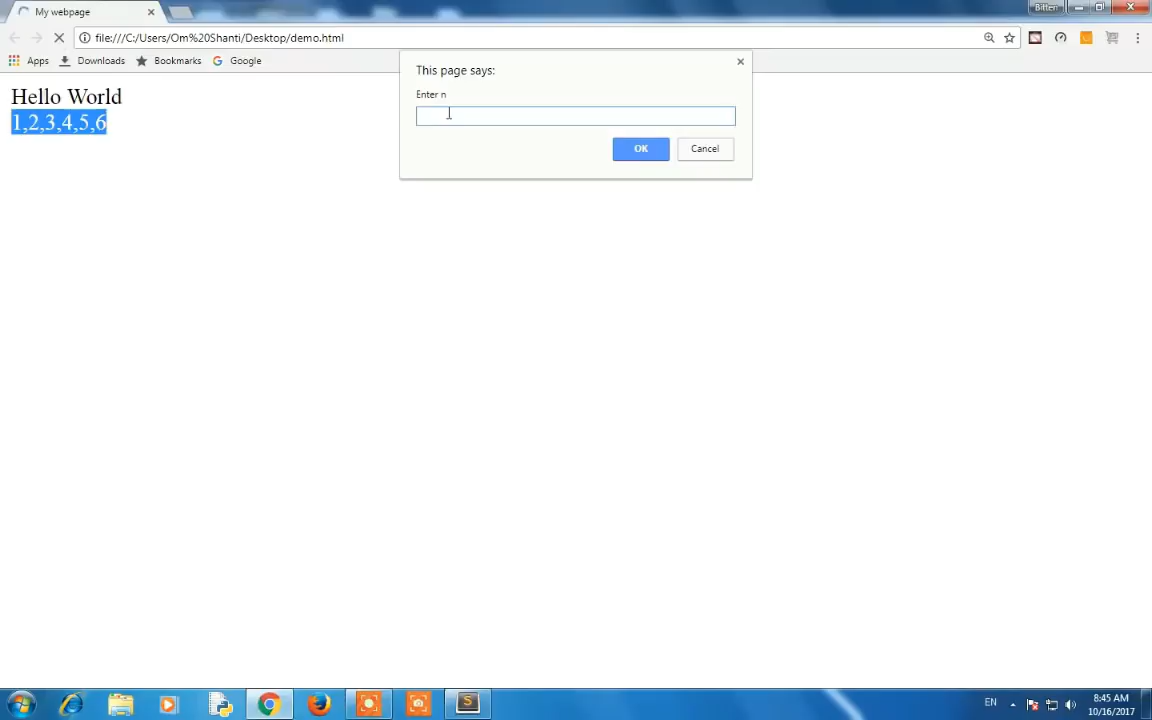 My webpage
Bitten
file:///C:/Users/Om%20Shanti/Desktop/demo.html
Apps Downloads Bookmarks Google
This page says:
Enter n
OK Cancel
Hello World
1,2,3,4,5,6
EN
8:45 AM
10/16/2017